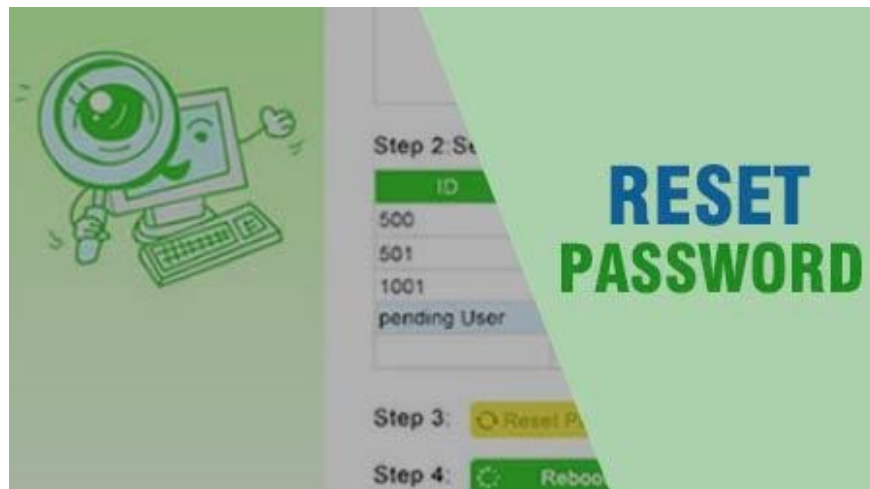 Step 2:Se
ID
500
501
1001
pending User
Step 3:
Reset P
Step 4:
Reboo
RESET
PASSWORD